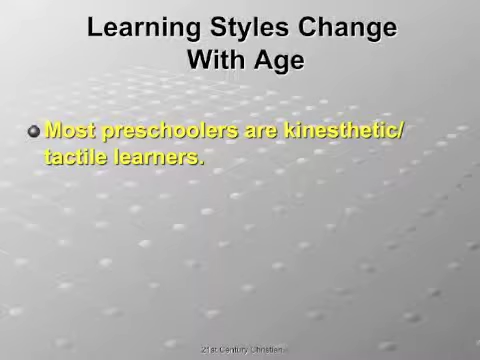 Learning Styles Change
With Age
Most preschoolers are kinesthetic/
tactile learners.
21st Century Christian